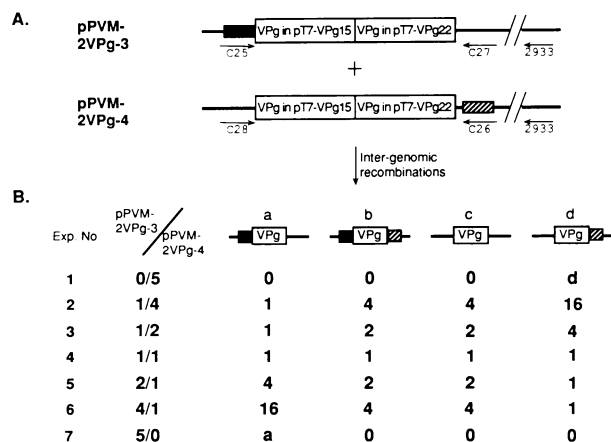 A.
pPVM-
2VPg-3
VPg in pT7-VPg15 VPg in pT7-VPg22
C25 C27 2933
+
pPVM-
2VPg-4
VPg in pT7-VPg15 VPg in pT7-VPg22
C28 C26 2933
Inter-genomic
recombinations
B.
Exp. No pPVM-2VPg-3 / pPVM-2VPg-4 a b c d
VPg VPg VPg VPg
1 0/5 0 0 0 d
2 1/4 1 4 4 16
3 1/2 1 2 2 4
4 1/1 1 1 1 1
5 2/1 4 2 2 1
6 4/1 16 4 4 1
7 5/0 a 0 0 0